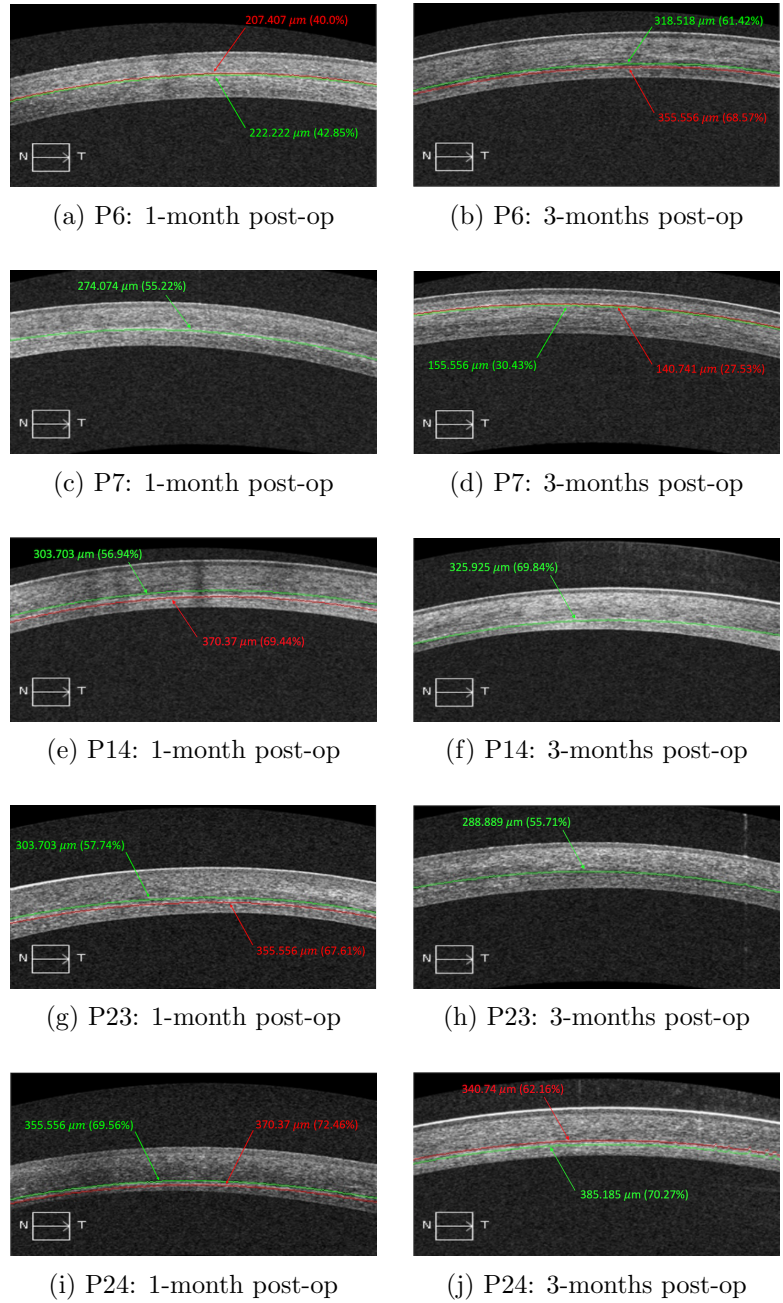 207.407 μm (40.0%)
222.222 μm (42.85%)
N T
(a) P6: 1-month post-op
318.518 μm (61.42%)
355.556 μm (68.57%)
N T
(b) P6: 3-months post-op
274.074 μm (55.22%)
N T
(c) P7: 1-month post-op
155.556 μm (30.43%)
140.741 μm (27.53%)
N T
(d) P7: 3-months post-op
303.703 μm (56.94%)
370.37 μm (69.44%)
N T
(e) P14: 1-month post-op
325.925 μm (69.84%)
N T
(f) P14: 3-months post-op
303.703 μm (57.74%)
355.556 μm (67.61%)
N T
(g) P23: 1-month post-op
288.889 μm (55.71%)
N T
(h) P23: 3-months post-op
355.556 μm (69.56%)
370.37 μm (72.46%)
N T
(i) P24: 1-month post-op
340.74 μm (62.16%)
385.185 μm (70.27%)
N T
(j) P24: 3-months post-op